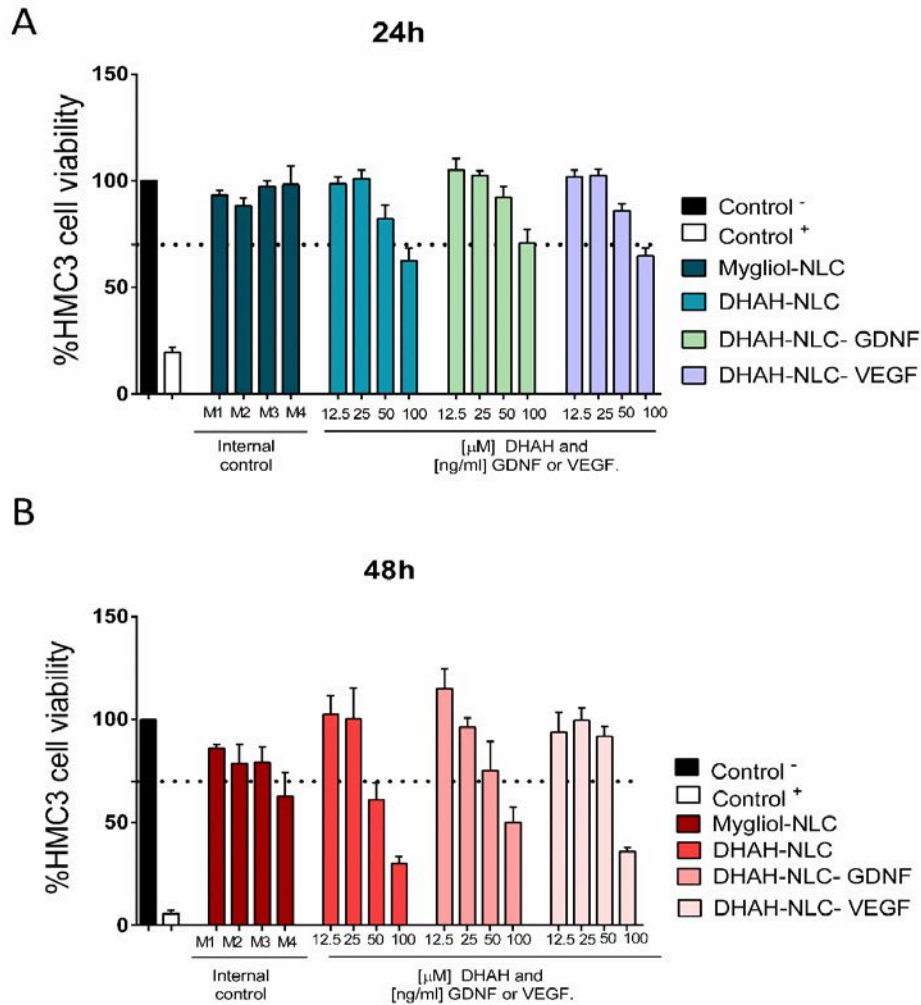 A
24h
%HMC3 cell viability
150
100
50
0
M1 M2 M3 M4
12.5 25 50 100
12.5 25 50 100
12.5 25 50 100
Internal
control
[µM] DHAH and
[ng/ml] GDNF or VEGF.
Control -
Control +
Mygliol-NLC
DHAH-NLC
DHAH-NLC- GDNF
DHAH-NLC- VEGF
B
48h
%HMC3 cell viability
150
100
50
0
M1 M2 M3 M4
12.5 25 50 100
12.5 25 50 100
12.5 25 50 100
Internal
control
[µM] DHAH and
[ng/ml] GDNF or VEGF.
Control -
Control +
Mygliol-NLC
DHAH-NLC
DHAH-NLC- GDNF
DHAH-NLC- VEGF